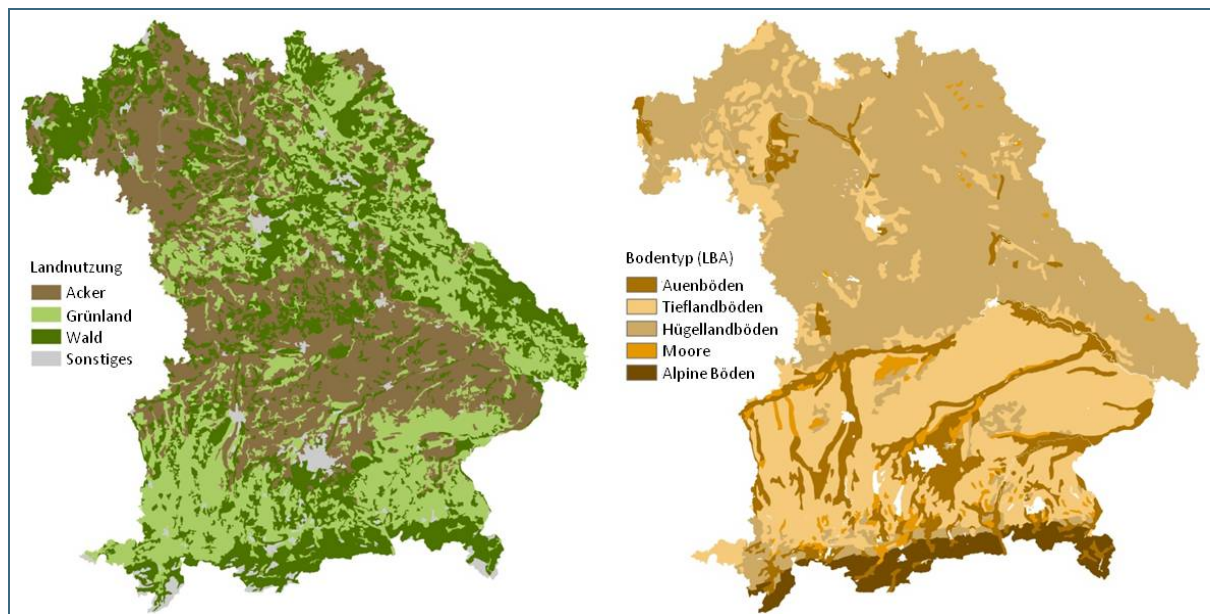 Landnutzung
Acker
Grünland
Wald
Sonstiges
Bodentyp (LBA)
Auenböden
Tieflandböden
Hügellandböden
Moore
Alpine Böden